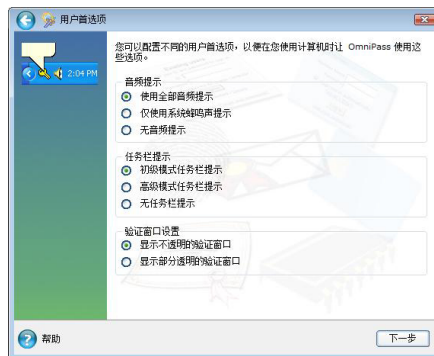 用户首选项
您可以配置不同的用户首选项，以便在您使用计算机时让 OmniPass 使用这
些选项。
音频提示
使用全部音频提示
仅使用系统蜂鸣声提示
无音频提示
2:04 PM
任务栏提示
初级模式任务栏提示
高级模式任务栏提示
无任务栏提示
验证窗口设置
显示不透明的验证窗口
显示部分透明的验证窗口
帮助
下一步